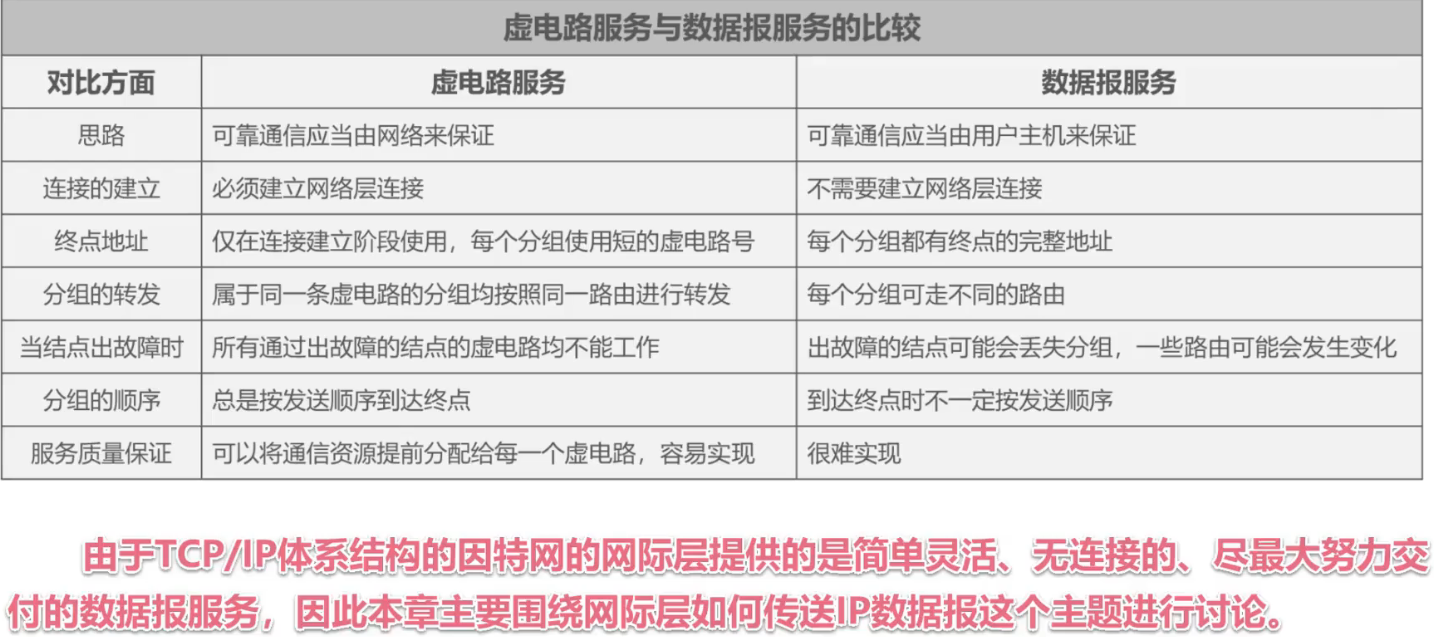 虚电路服务与数据报服务的比较
对比方面 虚电路服务 数据报服务
思路 可靠通信应当由网络来保证 可靠通信应当由用户主机来保证
连接的建立 必须建立网络层连接 不需要建立网络层连接
终点地址 仅在连接建立阶段使用，每个分组使用短的虚电路号 每个分组都有终点的完整地址
分组的转发 属于同一条虚电路的分组均按照同一路由进行转发 每个分组可走不同的路由
当结点出故障时 所有通过出故障的结点的虚电路均不能工作 出故障的结点可能会丢失分组，一些路由可能会发生变化
分组的顺序 总是按发送顺序到达终点 到达终点时不一定按发送顺序
服务质量保证 可以将通信资源提前分配给每一个虚电路，容易实现 很难实现
由于TCP/IP体系结构的因特网的网际层提供的是简单灵活、无连接的、尽最大努力交
付的数据报服务，因此本章主要围绕网际层如何传送IP数据报这个主题进行讨论。